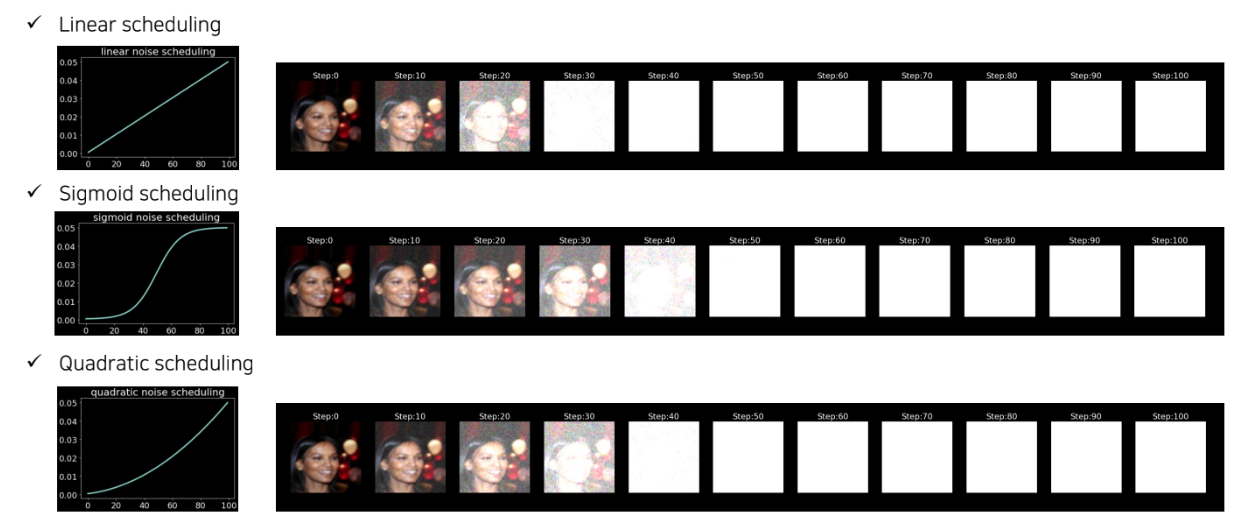 ✓ Linear scheduling
linear noise scheduling
0.05
0.04
0.03
0.02
0.01
0.00
0 20 40 60 80 100
Step:0 Step:10 Step:20 Step:30 Step:40 Step:50 Step:60 Step:70 Step:80 Step:90 Step:100
✓ Sigmoid scheduling
sigmoid noise scheduling
0.05
0.04
0.03
0.02
0.01
0.00
0 20 40 60 80 100
Step:0 Step:10 Step:20 Step:30 Step:40 Step:50 Step:60 Step:70 Step:80 Step:90 Step:100
✓ Quadratic scheduling
quadratic noise scheduling
0.05
0.04
0.03
0.02
0.01
0.00
0 20 40 60 80 100
Step:0 Step:10 Step:20 Step:30 Step:40 Step:50 Step:60 Step:70 Step:80 Step:90 Step:100